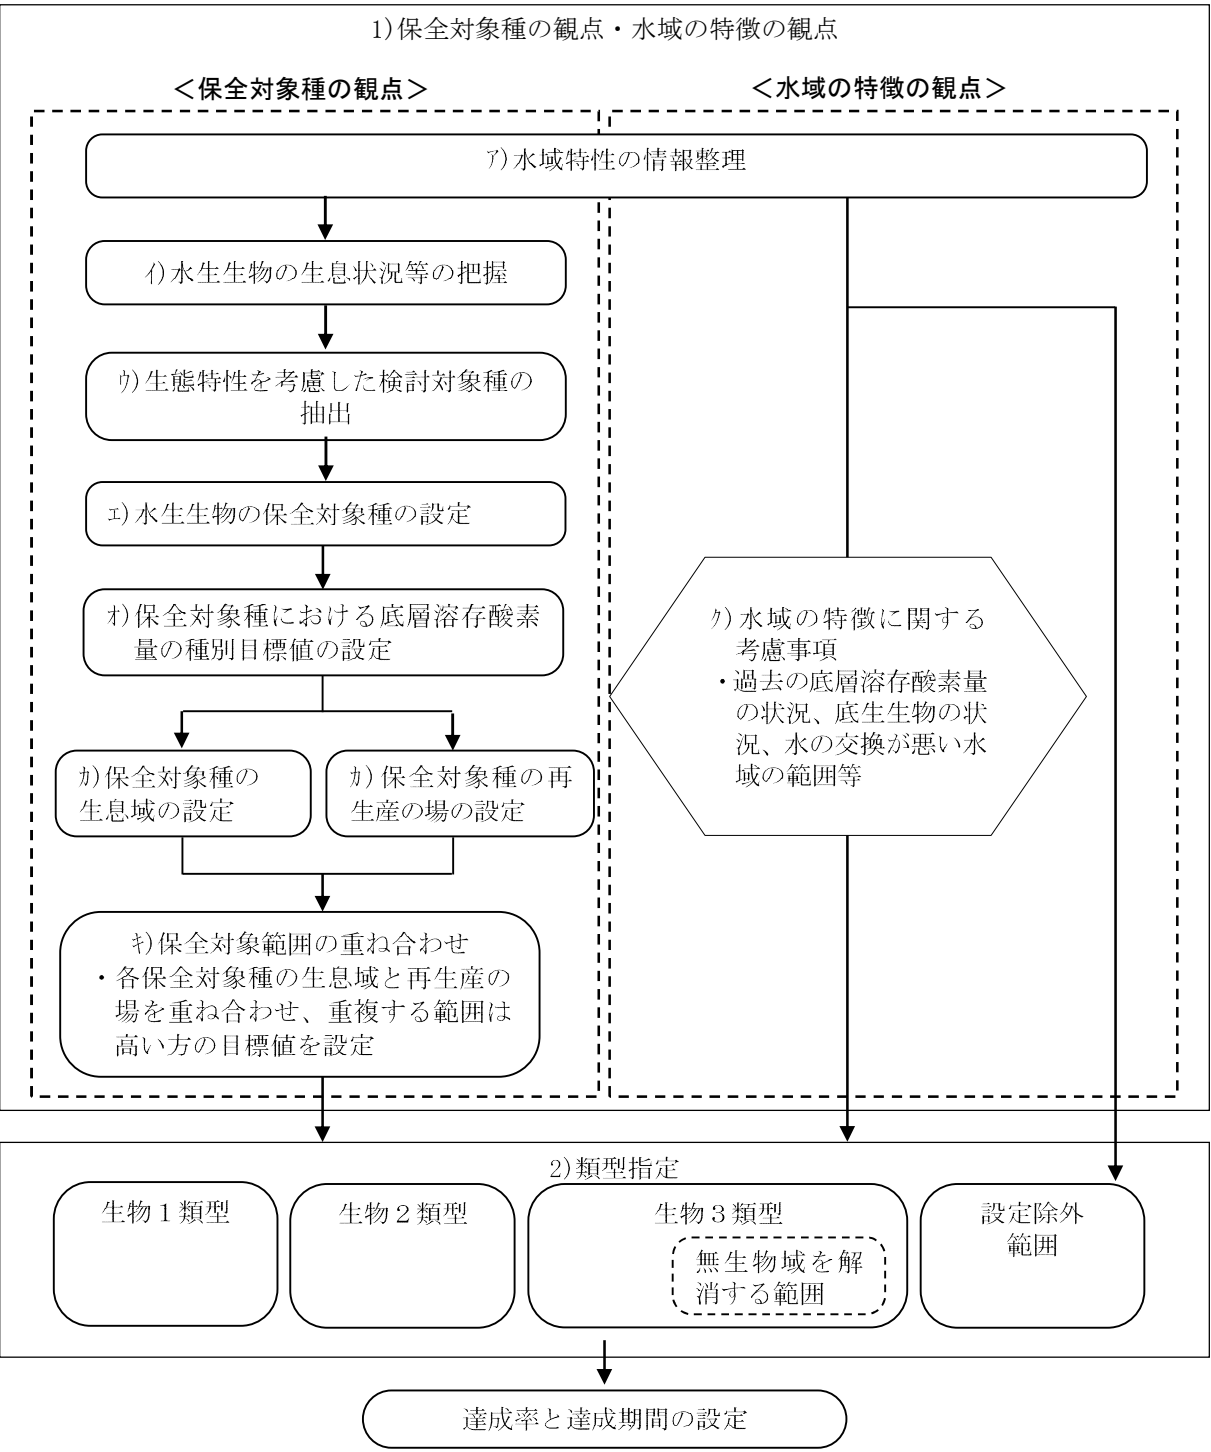 1)保全対象種の観点・水域の特徴の観点
＜保全対象種の観点＞
＜水域の特徴の観点＞
ｱ)水域特性の情報整理
ｲ)水生生物の生息状況等の把握
ｳ)生態特性を考慮した検討対象種の
抽出
ｴ)水生生物の保全対象種の設定
ｵ)保全対象種における底層溶存酸素
量の種別目標値の設定
ｶ)保全対象種の
生息域の設定
ｶ)保全対象種の再
生産の場の設定
ｷ)保全対象範囲の重ね合わせ
・各保全対象種の生息域と再生産の
場を重ね合わせ、重複する範囲は
高い方の目標値を設定
ｸ)水域の特徴に関する
考慮事項
・過去の底層溶存酸素量
の状況、底生生物の状
況、水の交換が悪い水
域の範囲等
2)類型指定
生物１類型
生物２類型
生物３類型
無生物域を解
消する範囲
設定除外
範囲
達成率と達成期間の設定